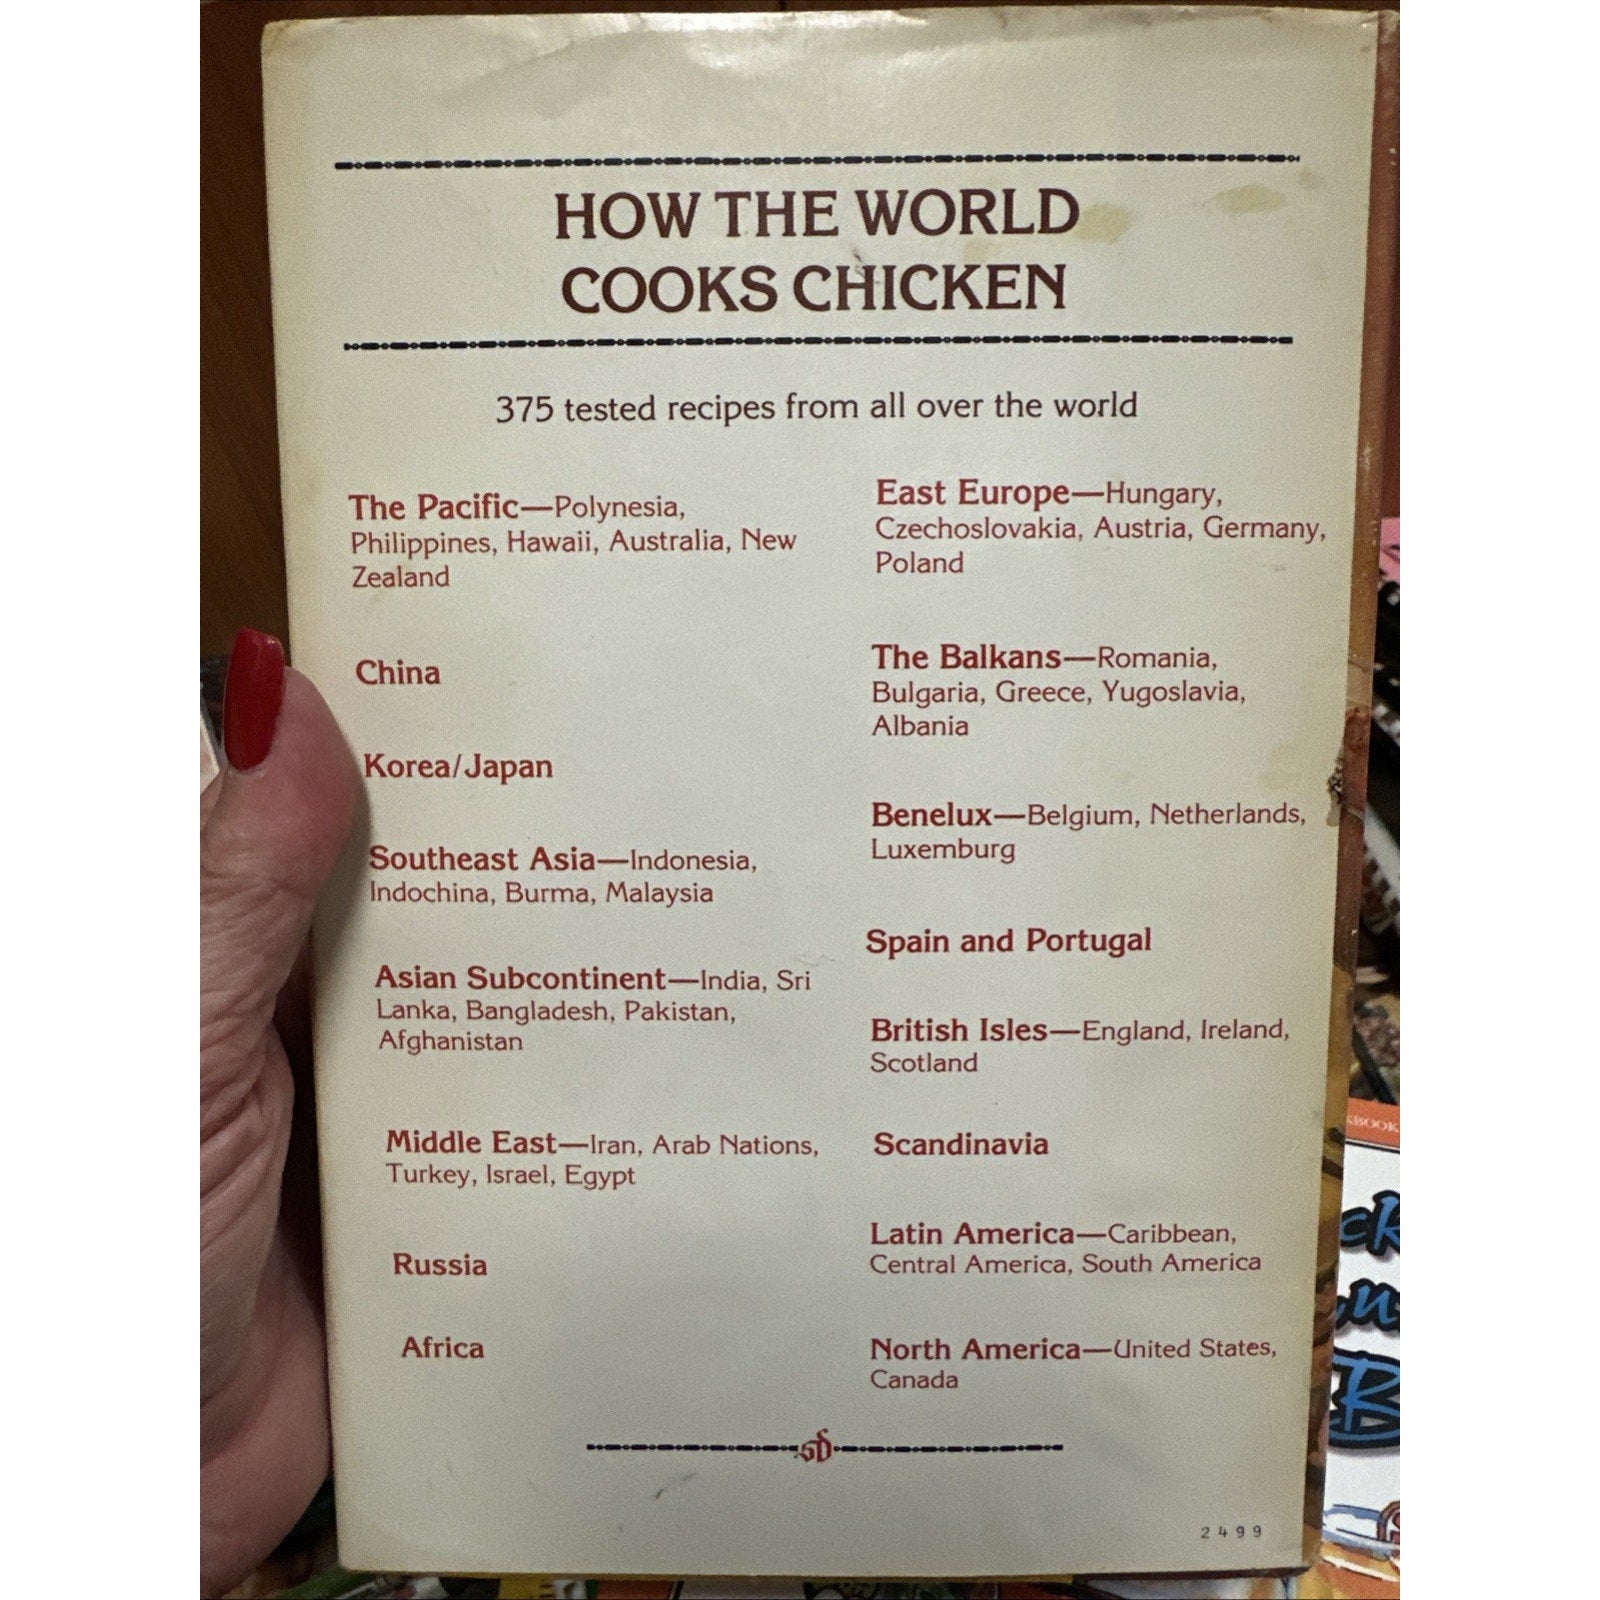 HOW THE WORLD
COOKS CHICKEN
375 tested recipes from all over the world
The Pacific—Polynesia,
Philippines, Hawaii, Australia, New
Zealand
China
Korea/Japan
Southeast Asia—Indonesia,
Indochina, Burma, Malaysia
Asian Subcontinent—India, Sri
Lanka, Bangladesh, Pakistan,
Afghanistan
Middle East—Iran, Arab Nations,
Turkey, Israel, Egypt
Russia
Africa
East Europe—Hungary,
Czechoslovakia, Austria, Germany,
Poland
The Balkans—Romania,
Bulgaria, Greece, Yugoslavia,
Albania
Benelux—Belgium, Netherlands,
Luxemburg
Spain and Portugal
British Isles—England, Ireland,
Scotland
Scandinavia
Latin America—Caribbean,
Central America, South America
North America—United States,
Canada
sd
2499